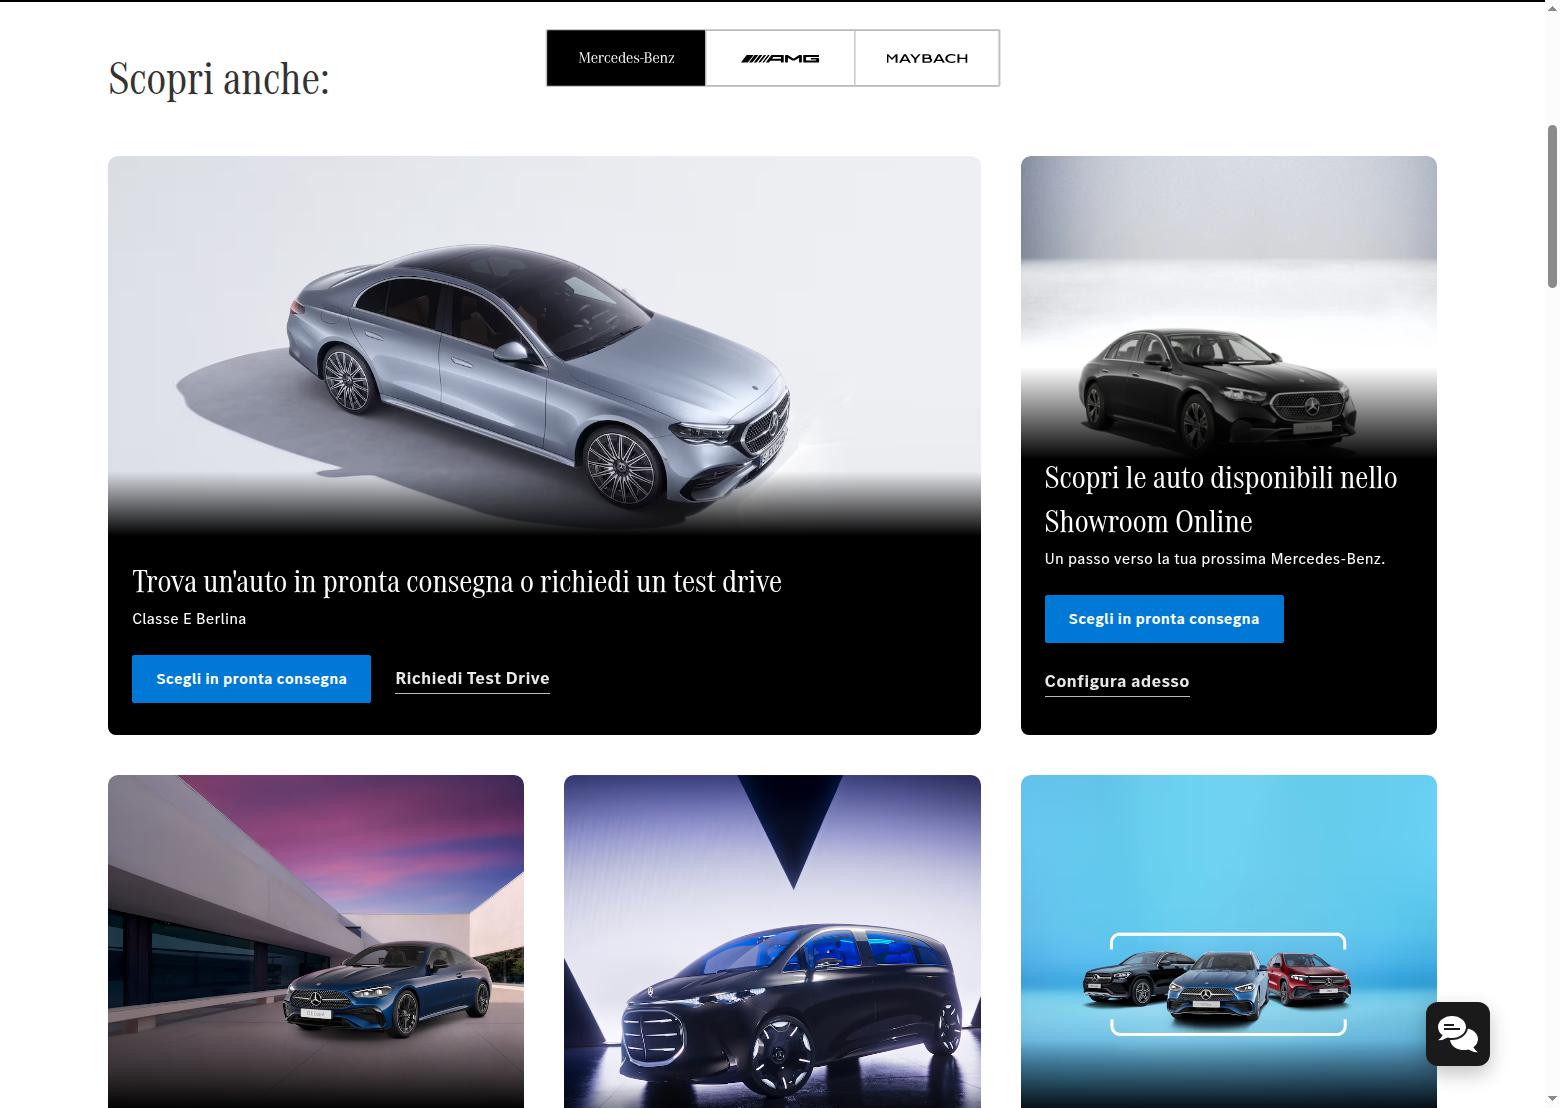 Mercedes-Benz
AMG
MAYBACH
Scopri anche:
Trova un'auto in pronta consegna o richiedi un test drive
Classe E Berlina
Scegli in pronta consegna
Richiedi Test Drive
Scopri le auto disponibili nello
Showroom Online
Un passo verso la tua prossima Mercedes-Benz.
Scegli in pronta consegna
Configura adesso